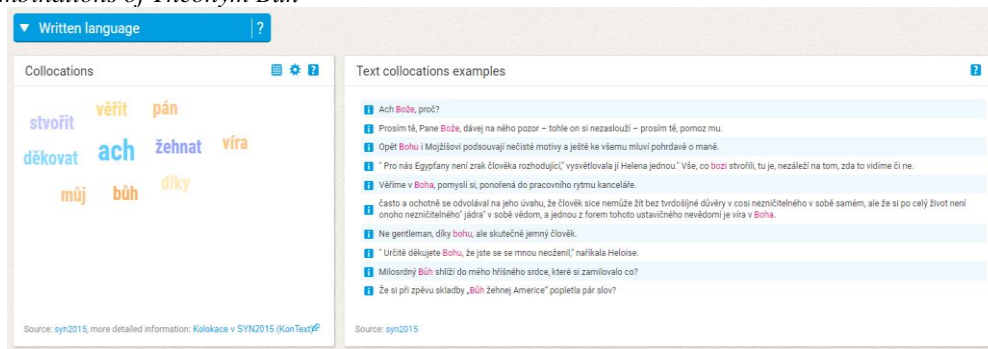 mbinations of Theonym Bůh
Written language ?
Collocations ?
stvořit věřit pán
děkovat ach žehnat víra
můj bůh díky
Source: syn2015, more detailed information: Kolokace v SYN2015 (KonText)
Text collocations examples ?
Ach Bože, proč?
Prosím tě, Pane Bože, dávej na něho pozor – tohle on si nezasloužil – prosím tě, pomoz mu.
Opět Bohu i Mojžíšovi podsouvají nečisté motivy a ještě ke všemu mluví pohrdavě o maně.
" Pro nás Egypťany není zrak člověka rozhodující," vysvětlovala jí Helena jednou." Vše, co bozi stvořili, tu je, nezáleží na tom, zda to vidíme či ne.
Věříme v Boha, pomyslí si, ponořená do pracovního rytmu kanceláře.
často a ochotně se odvolával na jeho úvahu, že člověk sice nemůže žít bez tvrdošíjné důvěry v cosi nezničitelného v sobě samém, ale že si po celý život není
onoho nezničitelného" jádra" v sobě vědom, a jednou z forem tohoto ustavičného nevědomí je víra v Boha.
Ne gentleman, díky bohu, ale skutečně jemný člověk.
" Určitě děkujete Bohu, že jste se se mnou neoženil," naříkala Heloise.
Milosrdný Bůh shlíží do mého hříšného srdce, které si zamilovalo co?
Že si při zpěvu skladby „Bůh žehnej Americe" popletla pár slov?
Source: syn2015